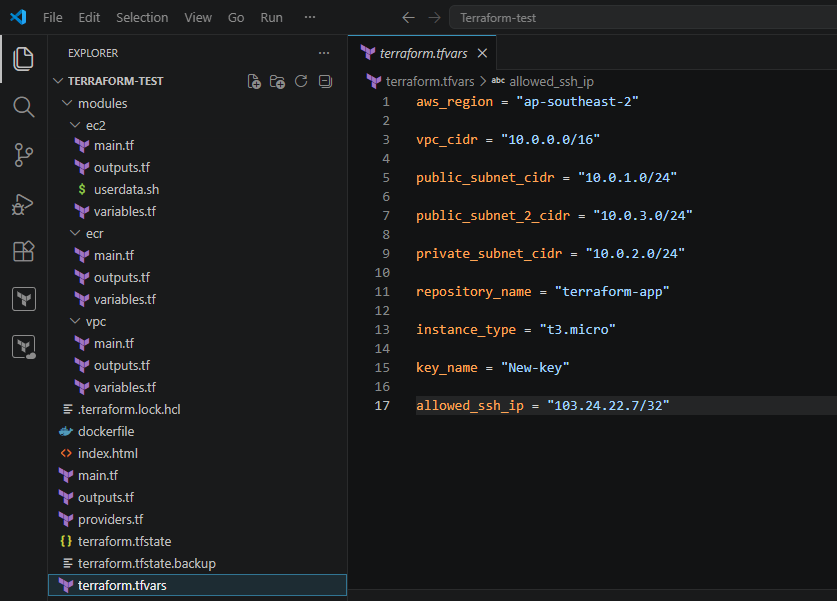 File Edit Selection View Go Run ···
Terraform-test
EXPLORER ···
TERRAFORM-TEST
modules
ec2
main.tf
outputs.tf
$ userdata.sh
variables.tf
ecr
main.tf
outputs.tf
variables.tf
vpc
main.tf
outputs.tf
variables.tf
.terraform.lock.hcl
dockerfile
index.html
main.tf
outputs.tf
providers.tf
terraform.tfstate
terraform.tfstate.backup
terraform.tfvars
terraform.tfvars
terraform.tfvars > abc allowed_ssh_ip
1 aws_region = "ap-southeast-2"
2
3 vpc_cidr = "10.0.0.0/16"
4
5 public_subnet_cidr = "10.0.1.0/24"
6
7 public_subnet_2_cidr = "10.0.3.0/24"
8
9 private_subnet_cidr = "10.0.2.0/24"
10
11 repository_name = "terraform-app"
12
13 instance_type = "t3.micro"
14
15 key_name = "New-key"
16
17 allowed_ssh_ip = "103.24.22.7/32"